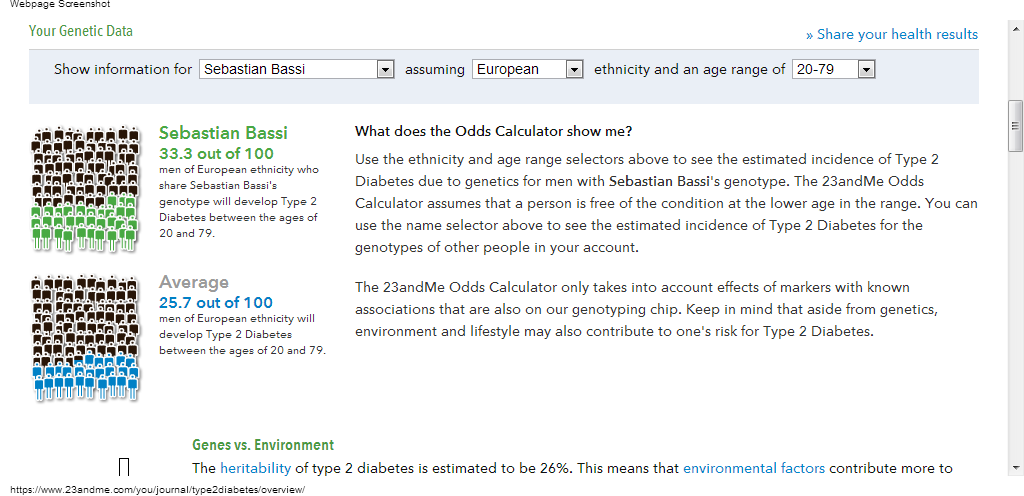 Webpage Screenshot
Your Genetic Data
» Share your health results
Show information for Sebastian Bassi assuming European ethnicity and an age range of 20-79
Sebastian Bassi
33.3 out of 100
men of European ethnicity who
share Sebastian Bassi's
genotype will develop Type 2
Diabetes between the ages of
20 and 79.
What does the Odds Calculator show me?
Use the ethnicity and age range selectors above to see the estimated incidence of Type 2
Diabetes due to genetics for men with Sebastian Bassi's genotype. The 23andMe Odds
Calculator assumes that a person is free of the condition at the lower age in the range. You can
use the name selector above to see the estimated incidence of Type 2 Diabetes for the
genotypes of other people in your account.
Average
25.7 out of 100
men of European ethnicity will
develop Type 2 Diabetes
between the ages of 20 and 79.
The 23andMe Odds Calculator only takes into account effects of markers with known
associations that are also on our genotyping chip. Keep in mind that aside from genetics,
environment and lifestyle may also contribute to one's risk for Type 2 Diabetes.
Genes vs. Environment
The heritability of type 2 diabetes is estimated to be 26%. This means that environmental factors contribute more to
https://www.23andme.com/you/journal/type2diabetes/overview/